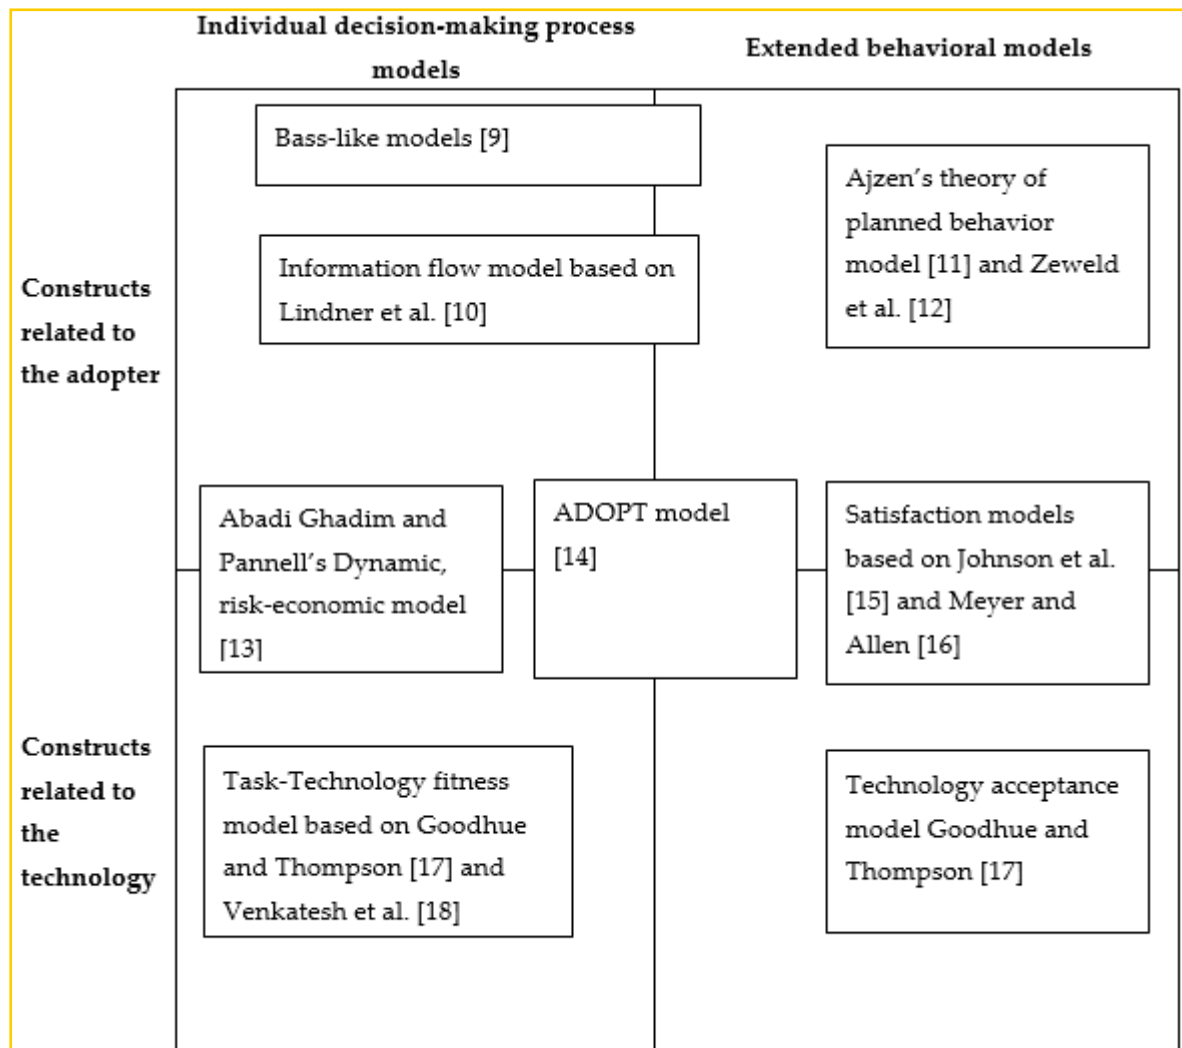 Individual decision-making process
models
Extended behavioral models
Bass-like models [9]
Ajzen's theory of
planned behavior
model [11] and Zeweld
et al. [12]
Information flow model based on
Lindner et al. [10]
Constructs
related to
the adopter
Abadi Ghadim and
Pannell's Dynamic,
risk-economic model
[13]
ADOPT model
[14]
Satisfaction models
based on Johnson et al.
[15] and Meyer and
Allen [16]
Constructs
related to
the
technology
Task-Technology fitness
model based on Goodhue
and Thompson [17] and
Venkatesh et al. [18]
Technology acceptance
model Goodhue and
Thompson [17]